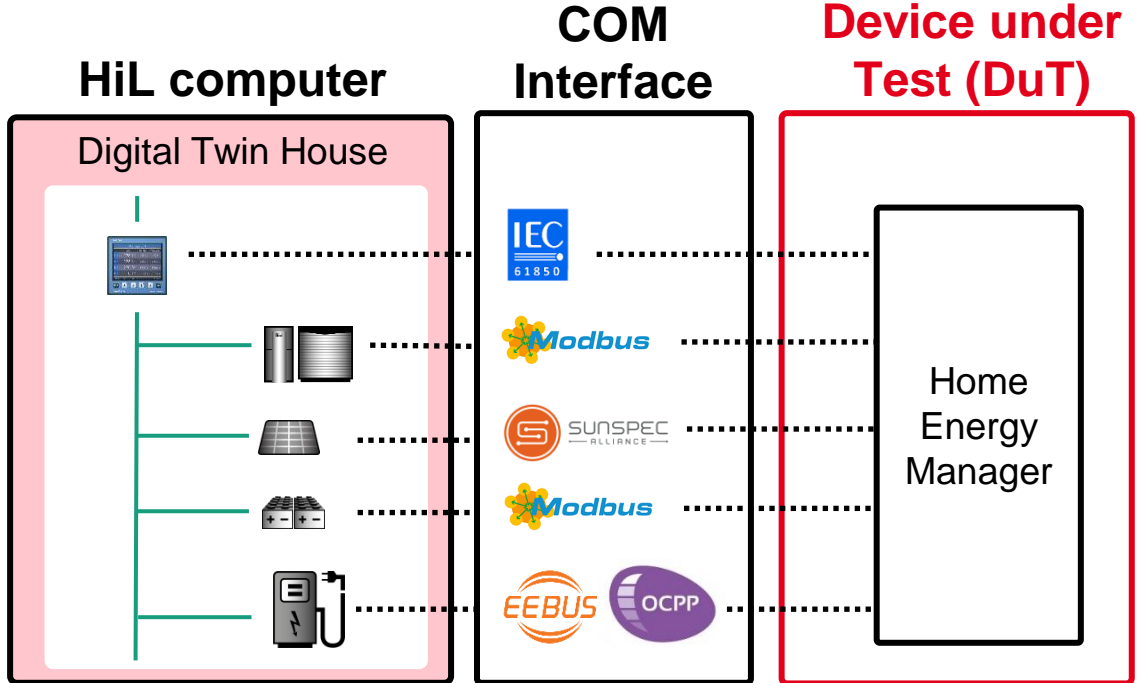 HiL computer
COM
Interface
Device under
Test (DuT)
Digital Twin House
IEC
61850
Modbus
SUNSPEC
ALLIANCE
Modbus
EEBUS
OCPP
Home
Energy
Manager